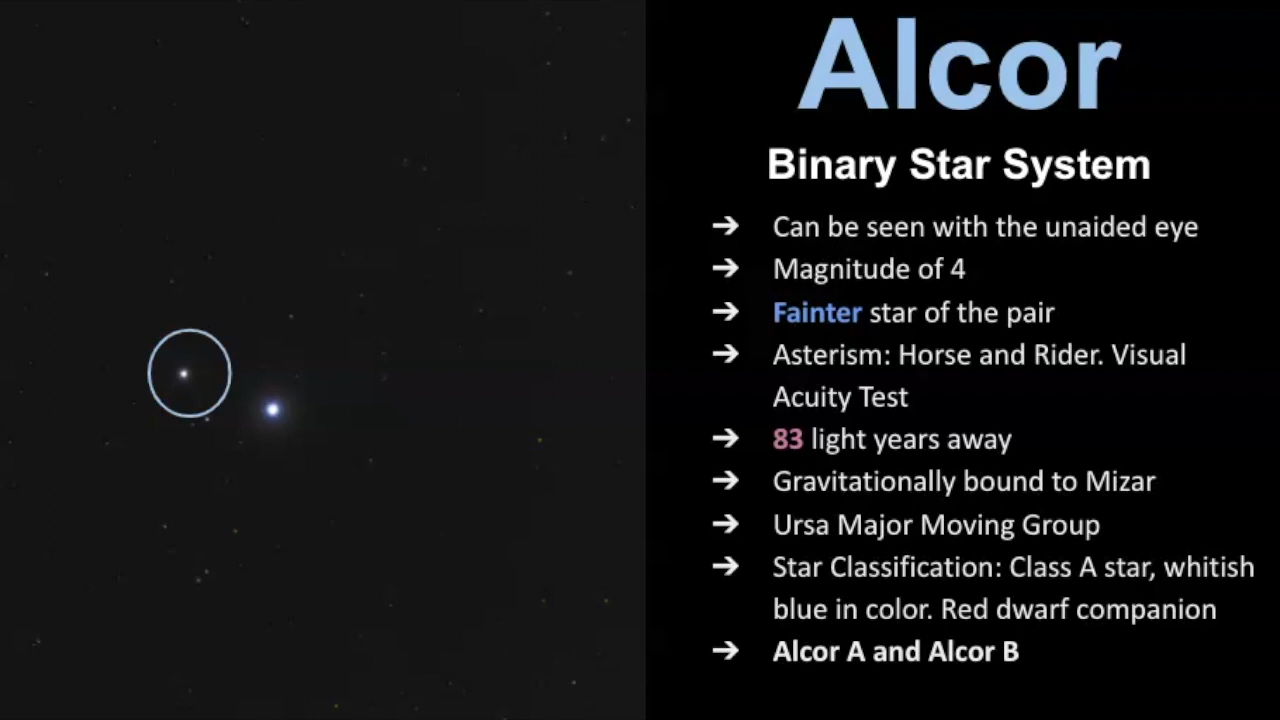 Alcor
Binary Star System
➔ Can be seen with the unaided eye
➔ Magnitude of 4
➔ Fainter star of the pair
➔ Asterism: Horse and Rider. Visual
Acuity Test
➔ 83 light years away
➔ Gravitationally bound to Mizar
➔ Ursa Major Moving Group
➔ Star Classification: Class A star, whitish
blue in color. Red dwarf companion
➔ Alcor A and Alcor B